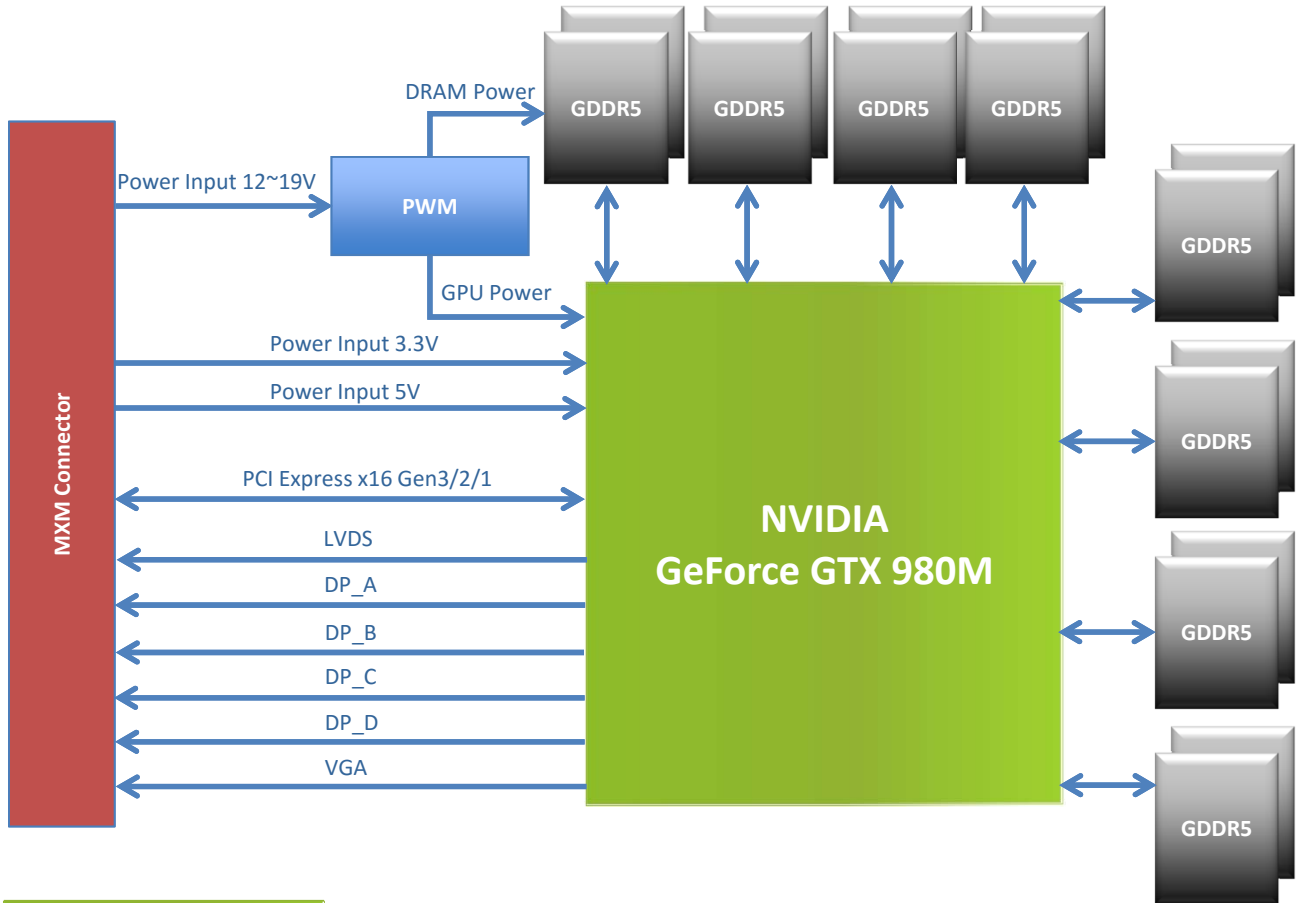 DRAM Power
GDDR5
GDDR5
GDDR5
GDDR5
Power Input 12~19V
PWM
GDDR5
GPU Power
Power Input 3.3V
Power Input 5V
GDDR5
MXM Connector
PCI Express x16 Gen3/2/1
NVIDIA
GeForce GTX 980M
LVDS
DP_A
DP_B
GDDR5
DP_C
DP_D
VGA
GDDR5